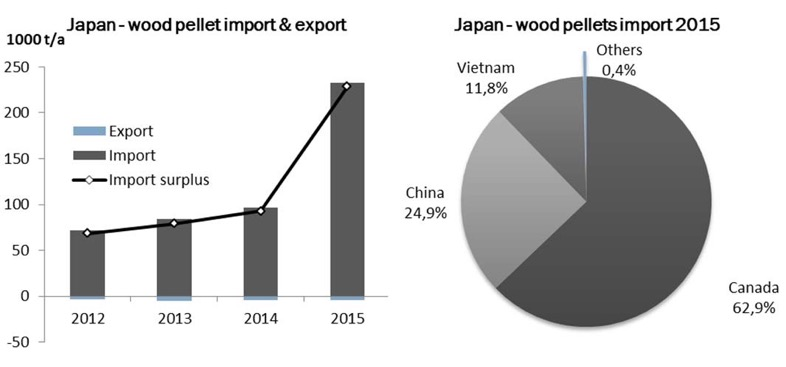 Japan - wood pellet import & export
1000 t/a
250
200
150
100
50
0
-50
Export
Import
Import surplus
2012
2013
2014
2015
Japan - wood pellets import 2015
Others
0,4%
Vietnam
11,8%
China
24,9%
Canada
62,9%